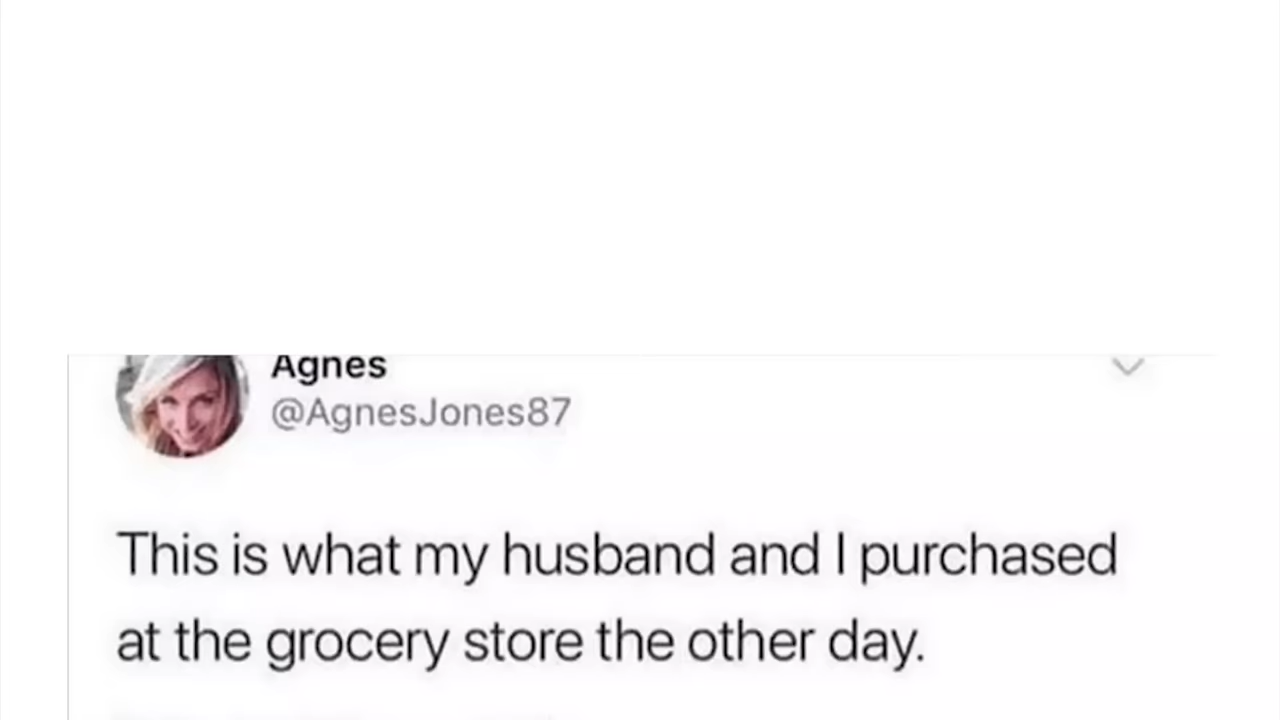 Agnes
@AgnesJones87
This is what my husband and I purchased
at the grocery store the other day.